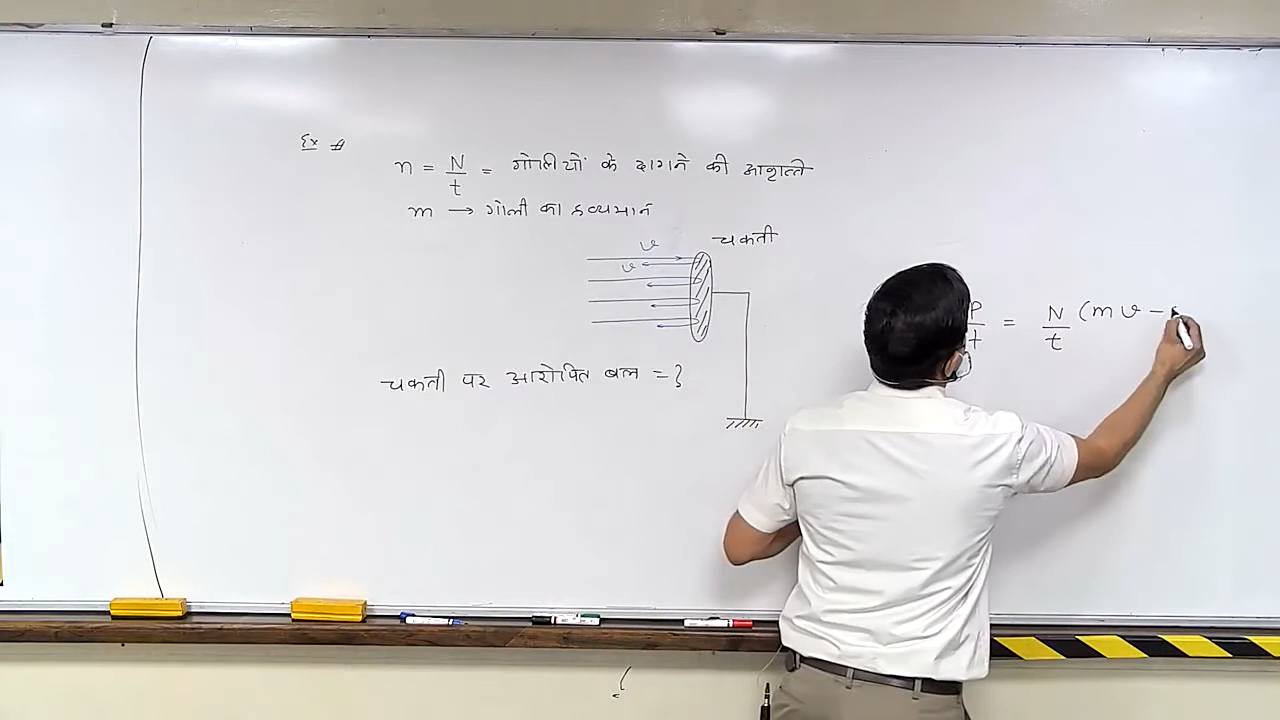 Ex #
n = N/t = गोलीयों के दागने की आवृत्ति
m → गोली का द्रव्यमान
चकती
v
v
P/t = N/t (mv -
चकती पर आरोपित बल = ?